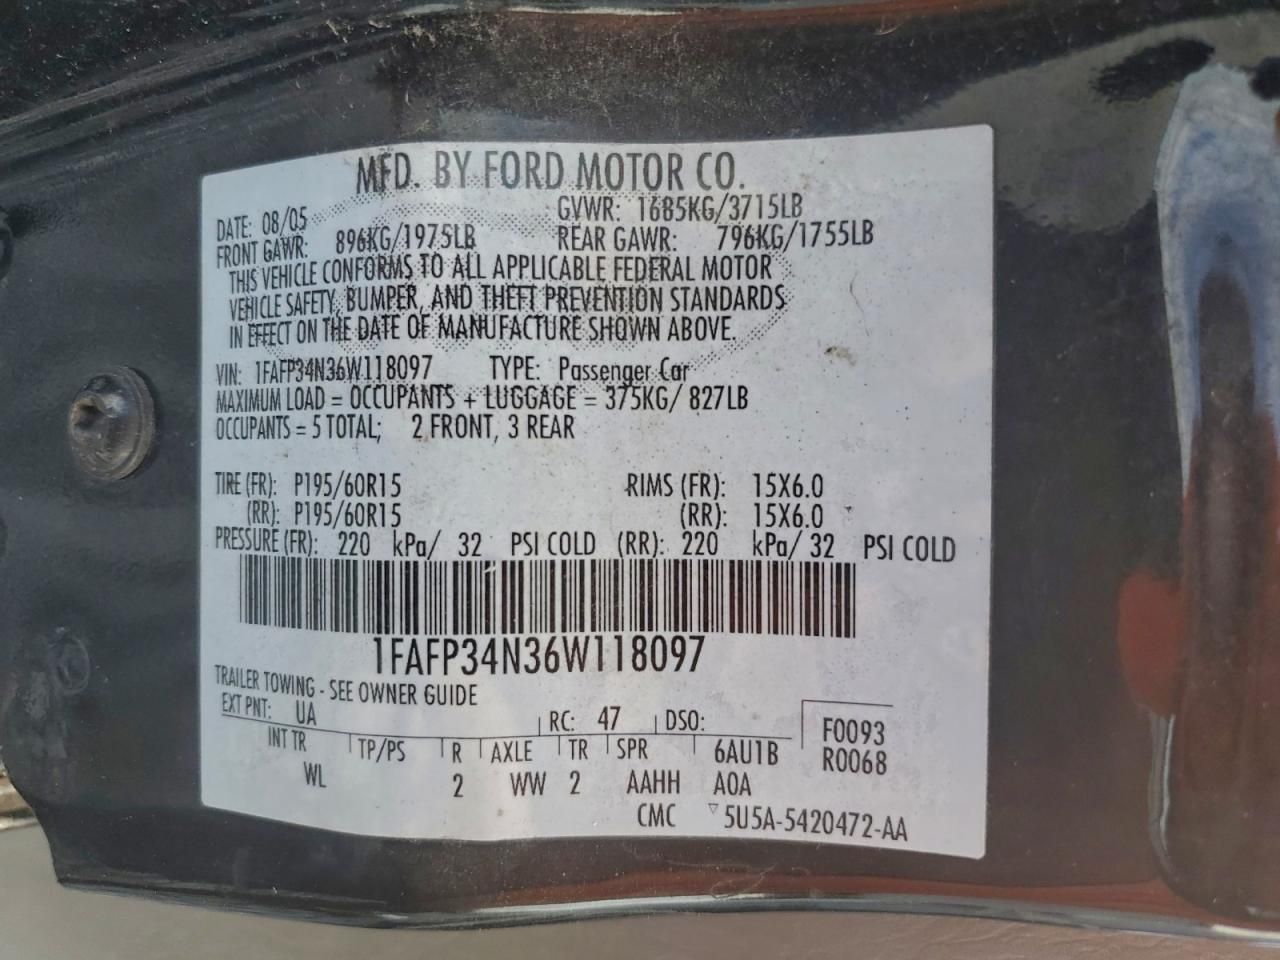 MFD. BY FORD MOTOR CO.
DATE: 08/05 GVWR: 1685KG/3715LB
FRONT GAWR: 896KG/1975LB REAR GAWR: 796KG/1755LB
THIS VEHICLE CONFORMS TO ALL APPLICABLE FEDERAL MOTOR
VEHICLE SAFETY, BUMPER, AND THEFT PREVENTION STANDARDS
IN EFFECT ON THE DATE OF MANUFACTURE SHOWN ABOVE.
VIN: 1FAFP34N36W118097 TYPE: Passenger Car
MAXIMUM LOAD = OCCUPANTS + LUGGAGE = 375KG/ 827LB
OCCUPANTS = 5 TOTAL; 2 FRONT, 3 REAR
TIRE (FR): P195/60R15 RIMS (FR): 15X6.0
(RR): P195/60R15 (RR): 15X6.0
PRESSURE (FR): 220 kPa/ 32 PSI COLD (RR): 220 kPa/ 32 PSI COLD
1FAFP34N36W118097
TRAILER TOWING - SEE OWNER GUIDE
EXT PNT: UA RC: 47 DSO: F0093
INT TR TP/PS R AXLE TR SPR 6AU1B R0068
WL 2 WW 2 AAHH AOA
CMC ▽5U5A-5420472-AA